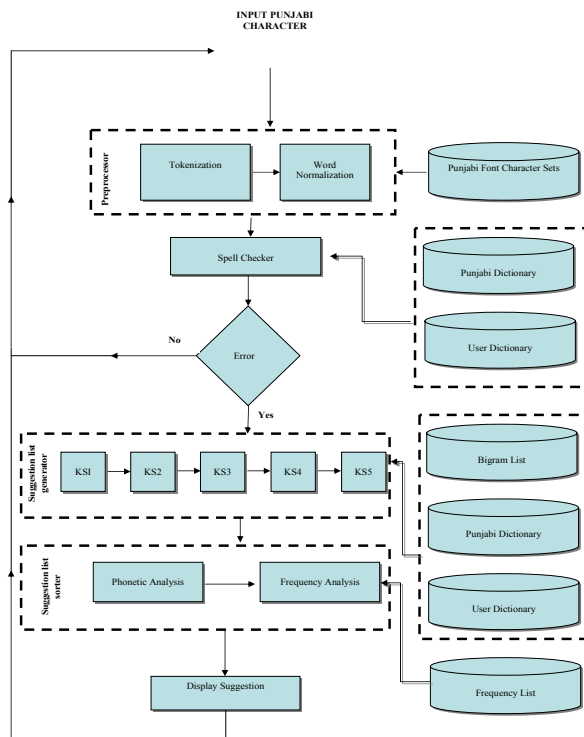 INPUT PUNJABI
CHARACTER
Preprocessor
Tokenization
Word
Normalization
Punjabi Font Character Sets
Spell Checker
Punjabi Dictionary
User Dictionary
No
Error
Yes
Suggestion list
generator
KSI
KS2
KS3
KS4
KS5
Bigram List
Punjabi Dictionary
User Dictionary
Suggestion list
sorter
Phonetic Analysis
Frequency Analysis
Display Suggestion
Frequency List